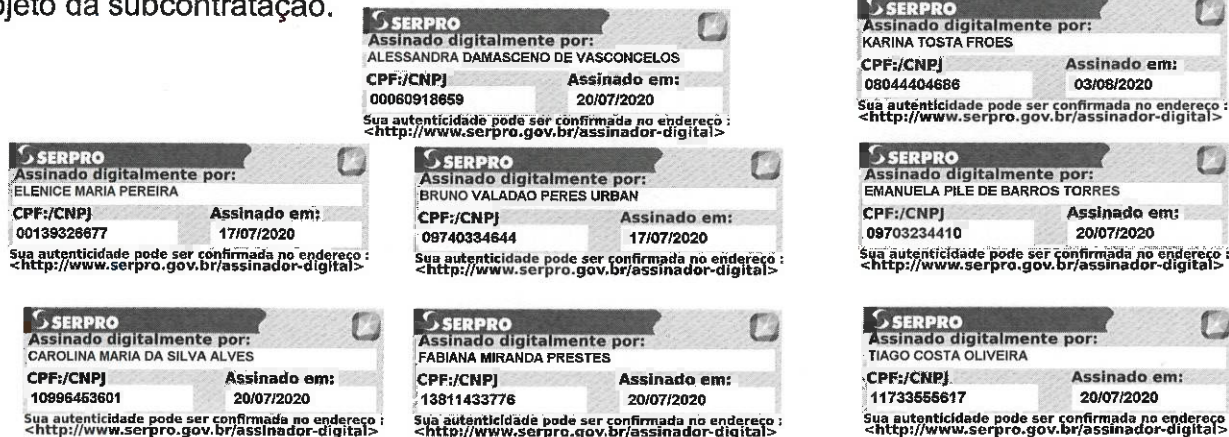 jeto da subcontratação.
SERPRO
Assinado digitalmente por:
ALESSANDRA DAMASCENO DE VASCONCELOS
CPF:/CNPJ Assinado em:
00060918659 20/07/2020
Sua autenticidade pode ser confirmada no endereço :
<http://www.serpro.gov.br/assinador-digital>
SERPRO
Assinado digitalmente por:
KARINA TOSTA FROES
CPF:/CNPJ Assinado em:
08044404686 03/08/2020
Sua autenticidade pode ser confirmada no endereço :
<http://www.serpro.gov.br/assinador-digital>
SERPRO
Assinado digitalmente por:
ELENICE MARIA PEREIRA
CPF:/CNPJ Assinado em:
00139326677 17/07/2020
Sua autenticidade pode ser confirmada no endereço :
<http://www.serpro.gov.br/assinador-digital>
SERPRO
Assinado digitalmente por:
BRUNO VALADAO PERES URBAN
CPF:/CNPJ Assinado em:
09740334644 17/07/2020
Sua autenticidade pode ser confirmada no endereço :
<http://www.serpro.gov.br/assinador-digital>
SERPRO
Assinado digitalmente por:
EMANUELA PILE DE BARROS TORRES
CPF:/CNPJ Assinado em:
09703234410 20/07/2020
Sua autenticidade pode ser confirmada no endereço :
<http://www.serpro.gov.br/assinador-digital>
SERPRO
Assinado digitalmente por:
CAROLINA MARIA DA SILVA ALVES
CPF:/CNPJ Assinado em:
10996453601 20/07/2020
Sua autenticidade pode ser confirmada no endereço :
<http://www.serpro.gov.br/assinador-digital>
SERPRO
Assinado digitalmente por:
FABIANA MIRANDA PRESTES
CPF:/CNPJ Assinado em:
13811433776 20/07/2020
Sua autenticidade pode ser confirmada no endereço :
<http://www.serpro.gov.br/assinador-digital>
SERPRO
Assinado digitalmente por:
TIAGO COSTA OLIVEIRA
CPF:/CNPJ Assinado em:
11733555617 20/07/2020
Sua autenticidade pode ser confirmada no endereço
<http://www.serpro.gov.br/assinador-digital>